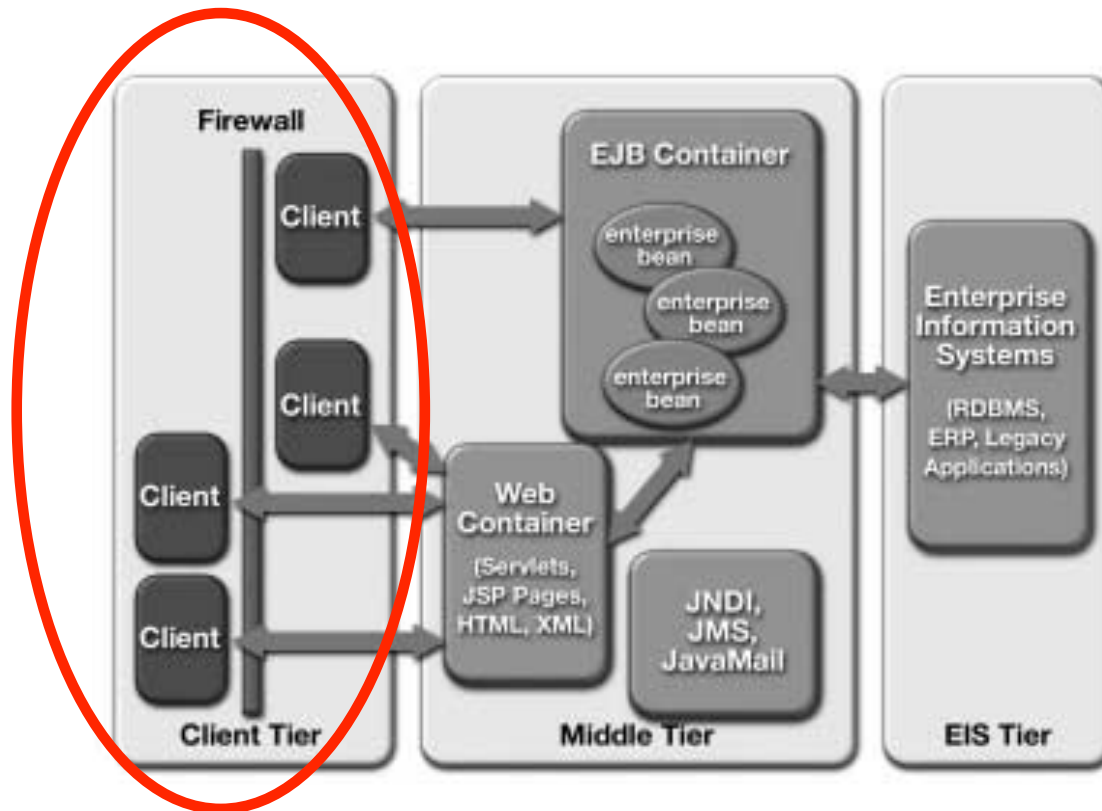 Firewall
Client
Client
Client
Client
Client Tier
EJB Container
enterprise
bean
enterprise
bean
enterprise
bean
Web
Container
(Servlets,
JSP Pages,
HTML, XML)
JNDI,
JMS,
JavaMail
Middle Tier
Enterprise
Information
Systems
(RDBMS,
ERP, Legacy
Applications)
EIS Tier